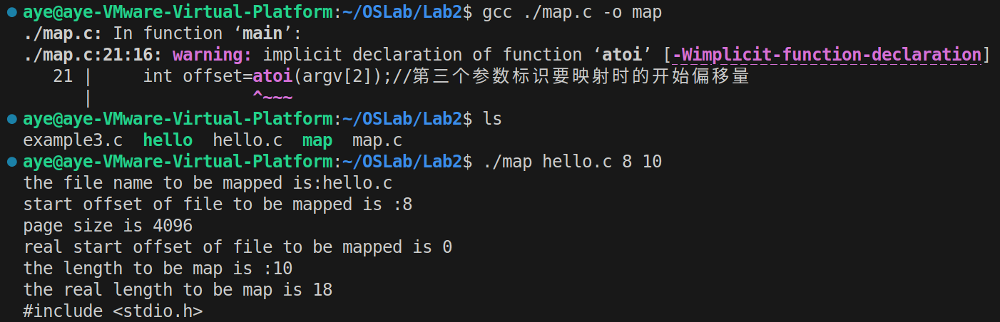 aye@aye-VMware-Virtual-Platform:~/OSLab/Lab2$ gcc ./map.c -o map
./map.c: In function ‘main’:
./map.c:21:16: warning: implicit declaration of function ‘atoi’ [-Wimplicit-function-declaration]
   21 |     int offset=atoi(argv[2]);//第三个参数标识要映射时的开始偏移量
      |                ^~~~
aye@aye-VMware-Virtual-Platform:~/OSLab/Lab2$ ls
example3.c  hello  hello.c  map  map.c
aye@aye-VMware-Virtual-Platform:~/OSLab/Lab2$ ./map hello.c 8 10
the file name to be mapped is:hello.c
start offset of file to be mapped is :8
page size is 4096
real start offset of file to be mapped is 0
the length to be map is :10
the real length to be map is 18
#include <stdio.h>